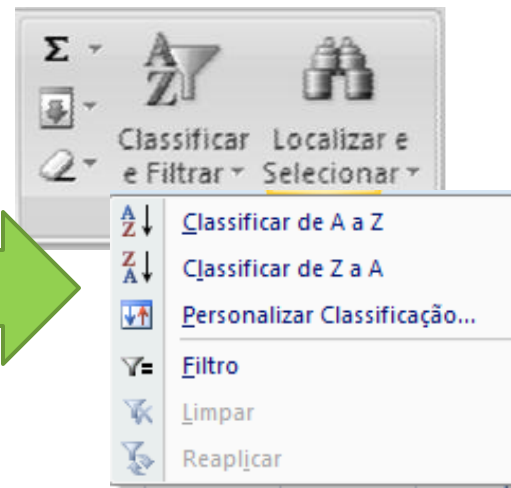 Σ
Classificar e Filtrar
Localizar e Selecionar
Classificar de A a Z
Classificar de Z a A
Personalizar Classificação...
Filtro
Limpar
Reaplicar